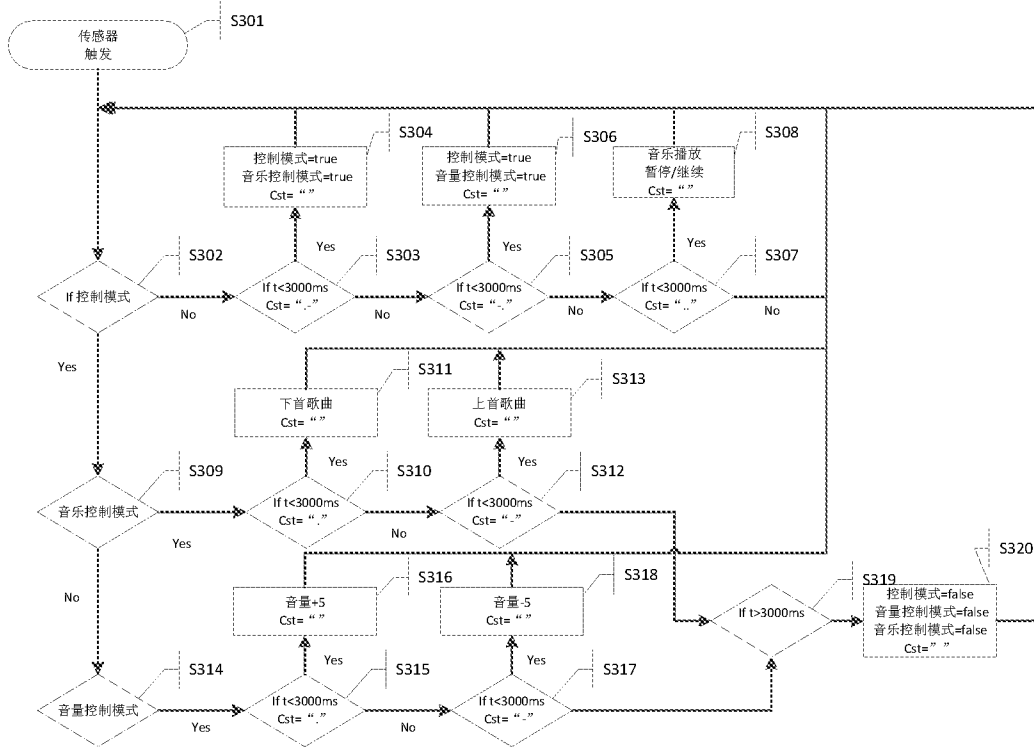 传感器
触发
S301
控制模式=true
音乐控制模式=true
Cst= “”
S304
控制模式=true
音量控制模式=true
Cst= “”
S306
音乐播放
暂停/继续
Cst= “”
S308
Yes
Yes
Yes
If 控制模式
S302
No
If t<3000ms
Cst= “.-”
S303
No
If t<3000ms
Cst= “-.”
S305
No
If t<3000ms
Cst= “..”
S307
No
Yes
下首歌曲
Cst= “”
S311
上首歌曲
Cst= “”
S313
Yes
Yes
音乐控制模式
S309
Yes
If t<3000ms
Cst= “.”
S310
No
If t<3000ms
Cst= “-”
S312
No
音量+5
Cst= “”
S316
音量-5
Cst= “”
S318
If t>3000ms
S319
控制模式=false
音量控制模式=false
音乐控制模式=false
Cst=” ”
S320
Yes
Yes
音量控制模式
S314
Yes
If t<3000ms
Cst= “.”
S315
No
If t<3000ms
Cst= “-”
S317